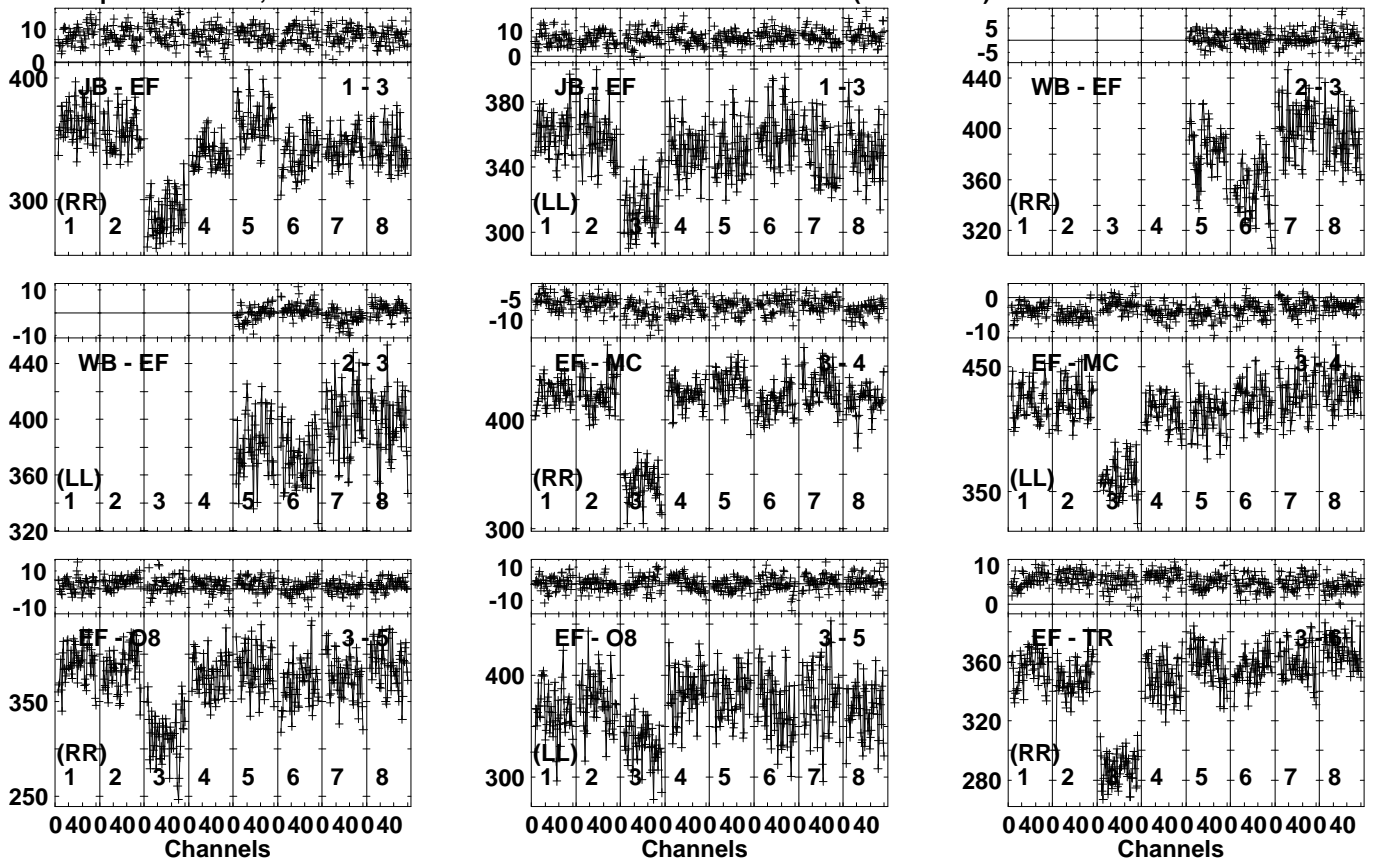 10 0
400 300
JB - EF 1 - 3
(RR)
1 2 3 4 5 6 7 8
10 0
380 340 300
JB - EF 1 - 3
(LL)
1 2 3 4 5 6 7 8
5 -5
440 400 360 320
WB - EF 2 - 3
(RR)
1 2 3 4 5 6 7 8
10 -10
440 400 360 320
WB - EF 2 - 3
(LL)
1 2 3 4 5 6 7 8
-5 -10
400 300
EF - MC 3 - 4
(RR)
1 2 3 4 5 6 7 8
0 -10
450 350
EF - MC 3 - 4
(LL)
1 2 3 4 5 6 7 8
10 -10
350 250
EF - O8 3 - 5
(RR)
1 2 3 4 5 6 7 8
0 40 0 40 0 40 0 40 0 40 0 40 0 40 0 40
Channels
10 -10
400 300
EF - O8 3 - 5
(LL)
1 2 3 4 5 6 7 8
0 40 0 40 0 40 0 40 0 40 0 40 0 40 0 40
Channels
10 0
360 320 280
EF - TR 3 - 6
(RR)
1 2 3 4 5 6 7 8
0 40 0 40 0 40 0 40 0 40 0 40 0 40 0 40
Channels